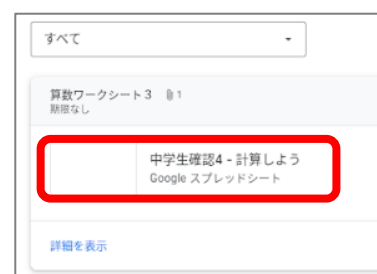 すべて
算数ワークシート３ 1
期限なし
中学生確認4 - 計算しよう
Google スプレッドシート
詳細を表示